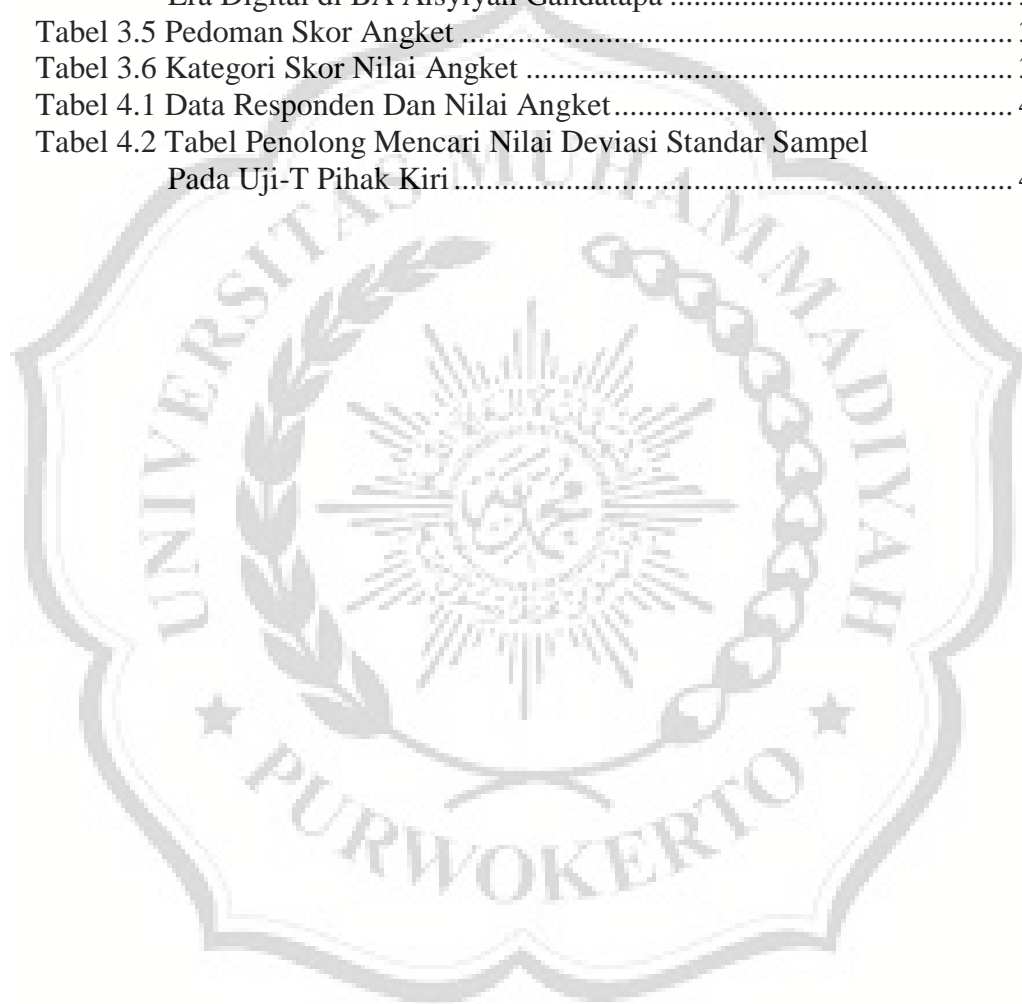 Era Digital di BA Aisyiyah Gandatapa ..........................................
Tabel 3.5 Pedoman Skor Angket ....................................................................
Tabel 3.6 Kategori Skor Nilai Angket ............................................................
Tabel 4.1 Data Responden Dan Nilai Angket................................................. 4
Tabel 4.2 Tabel Penolong Mencari Nilai Deviasi Standar Sampel
Pada Uji-T Pihak Kiri ...................................................................... 4
UNIVERSITAS MUHAMMADIYAH
PURWOKERTO